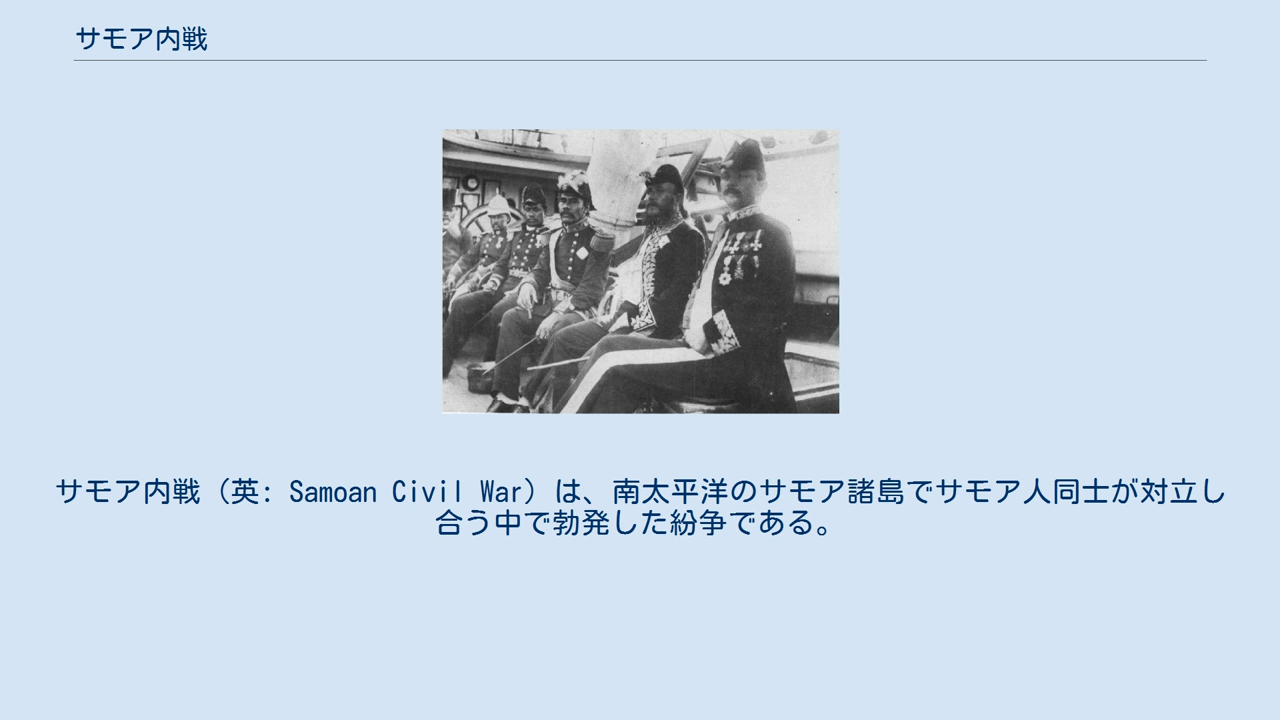 サモア内戦
サモア内戦（英: Samoan Civil War）は、南太平洋のサモア諸島でサモア人同士が対立し
合う中で勃発した紛争である。